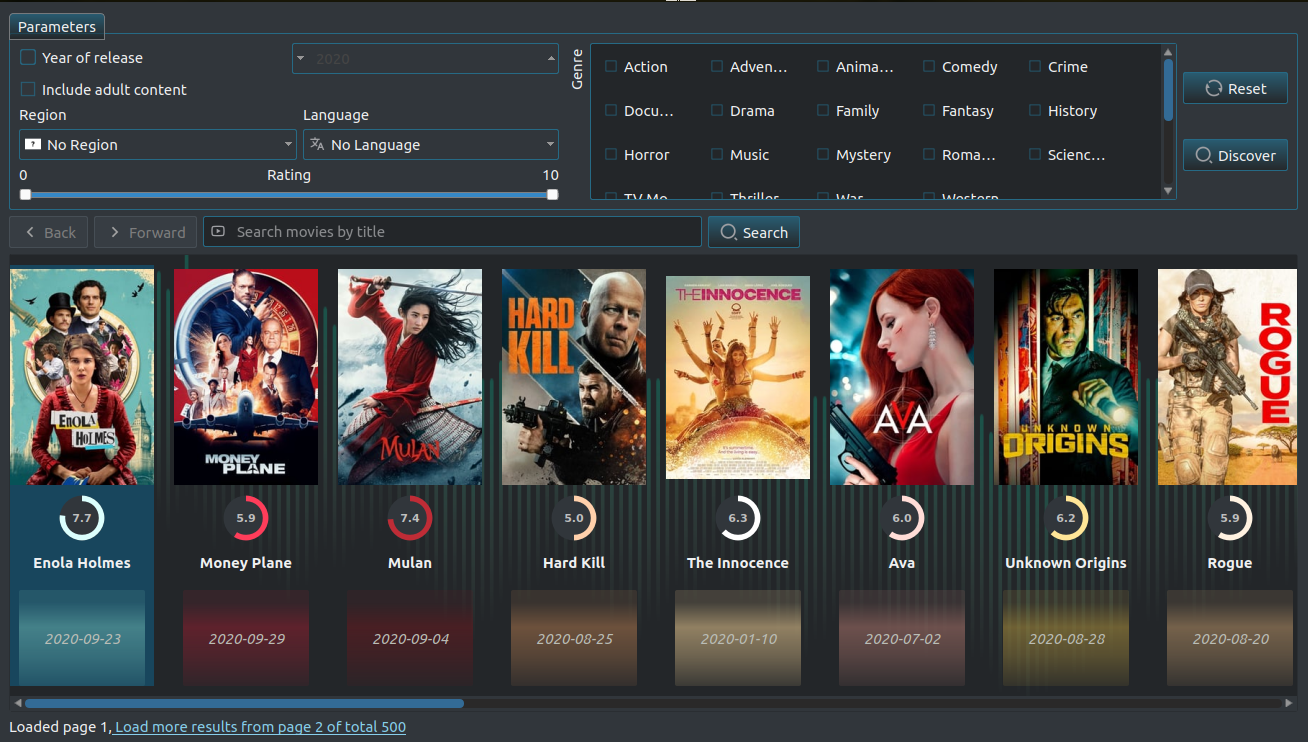 Parameters
Year of release
2020
Include adult content
Region
Language
No Region
No Language
0 Rating 10
Genre
Action Adven... Anima... Comedy Crime
Docu... Drama Family Fantasy History
Horror Music Mystery Roma... Scienc...
TV Mo... Thriller War Western
Reset
Discover
Back
Forward
Search movies by title
Search
ENOLA
HOLMES
MONEY
PLANE
MULAN
HARD
KILL
THE INNOCENCE
AVA
UNKNOWN
ORIGINS
ROGUE
7.7 5.9 7.4 5.0 6.3 6.0 6.2 5.9
Enola Holmes Money Plane Mulan Hard Kill The Innocence Ava Unknown Origins Rogue
2020-09-23 2020-09-29 2020-09-04 2020-08-25 2020-01-10 2020-07-02 2020-08-28 2020-08-20
Loaded page 1, Load more results from page 2 of total 500